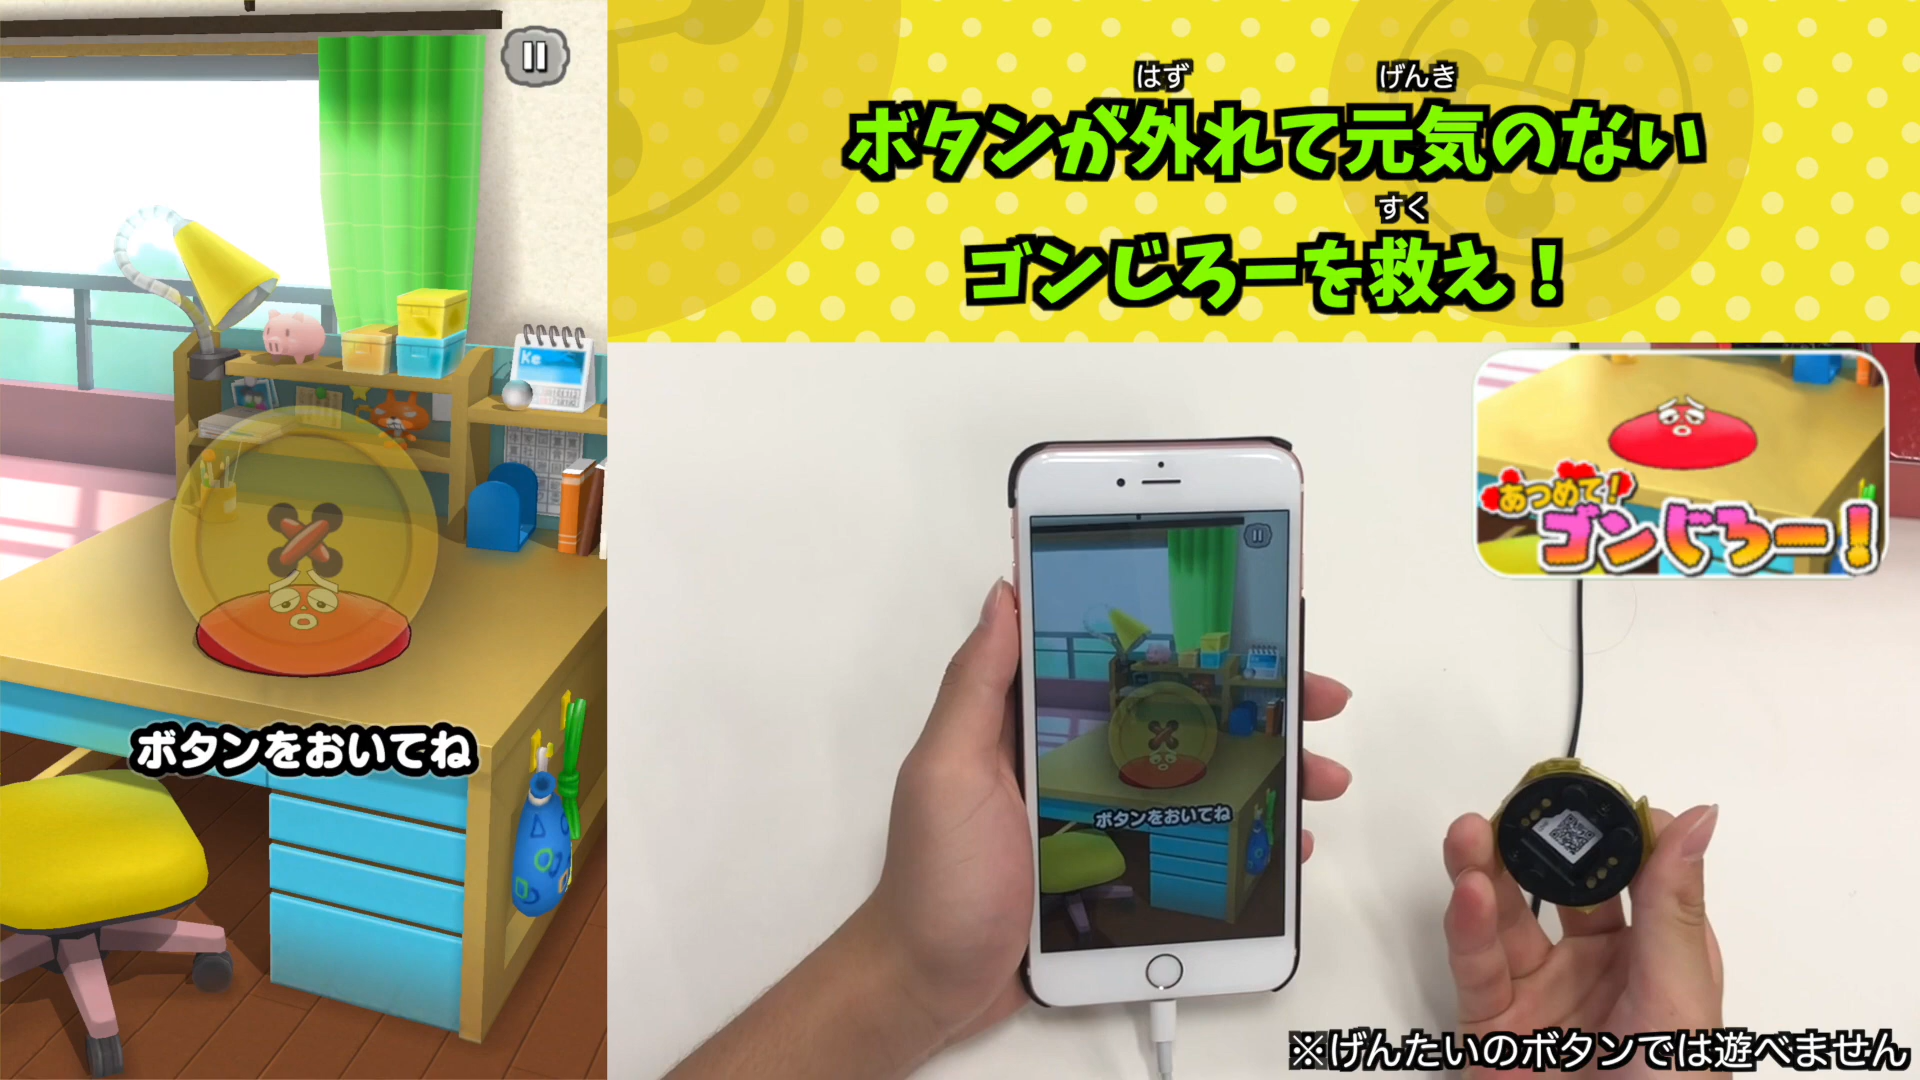 はず げんき
ボタンが外れて元気のない
すく
ゴンじろーを救え！
Ke
ボタンをおいてね
あつめて！
ゴンじろー！
ボタンをおいてね
※げんたいのボタンでは遊べません